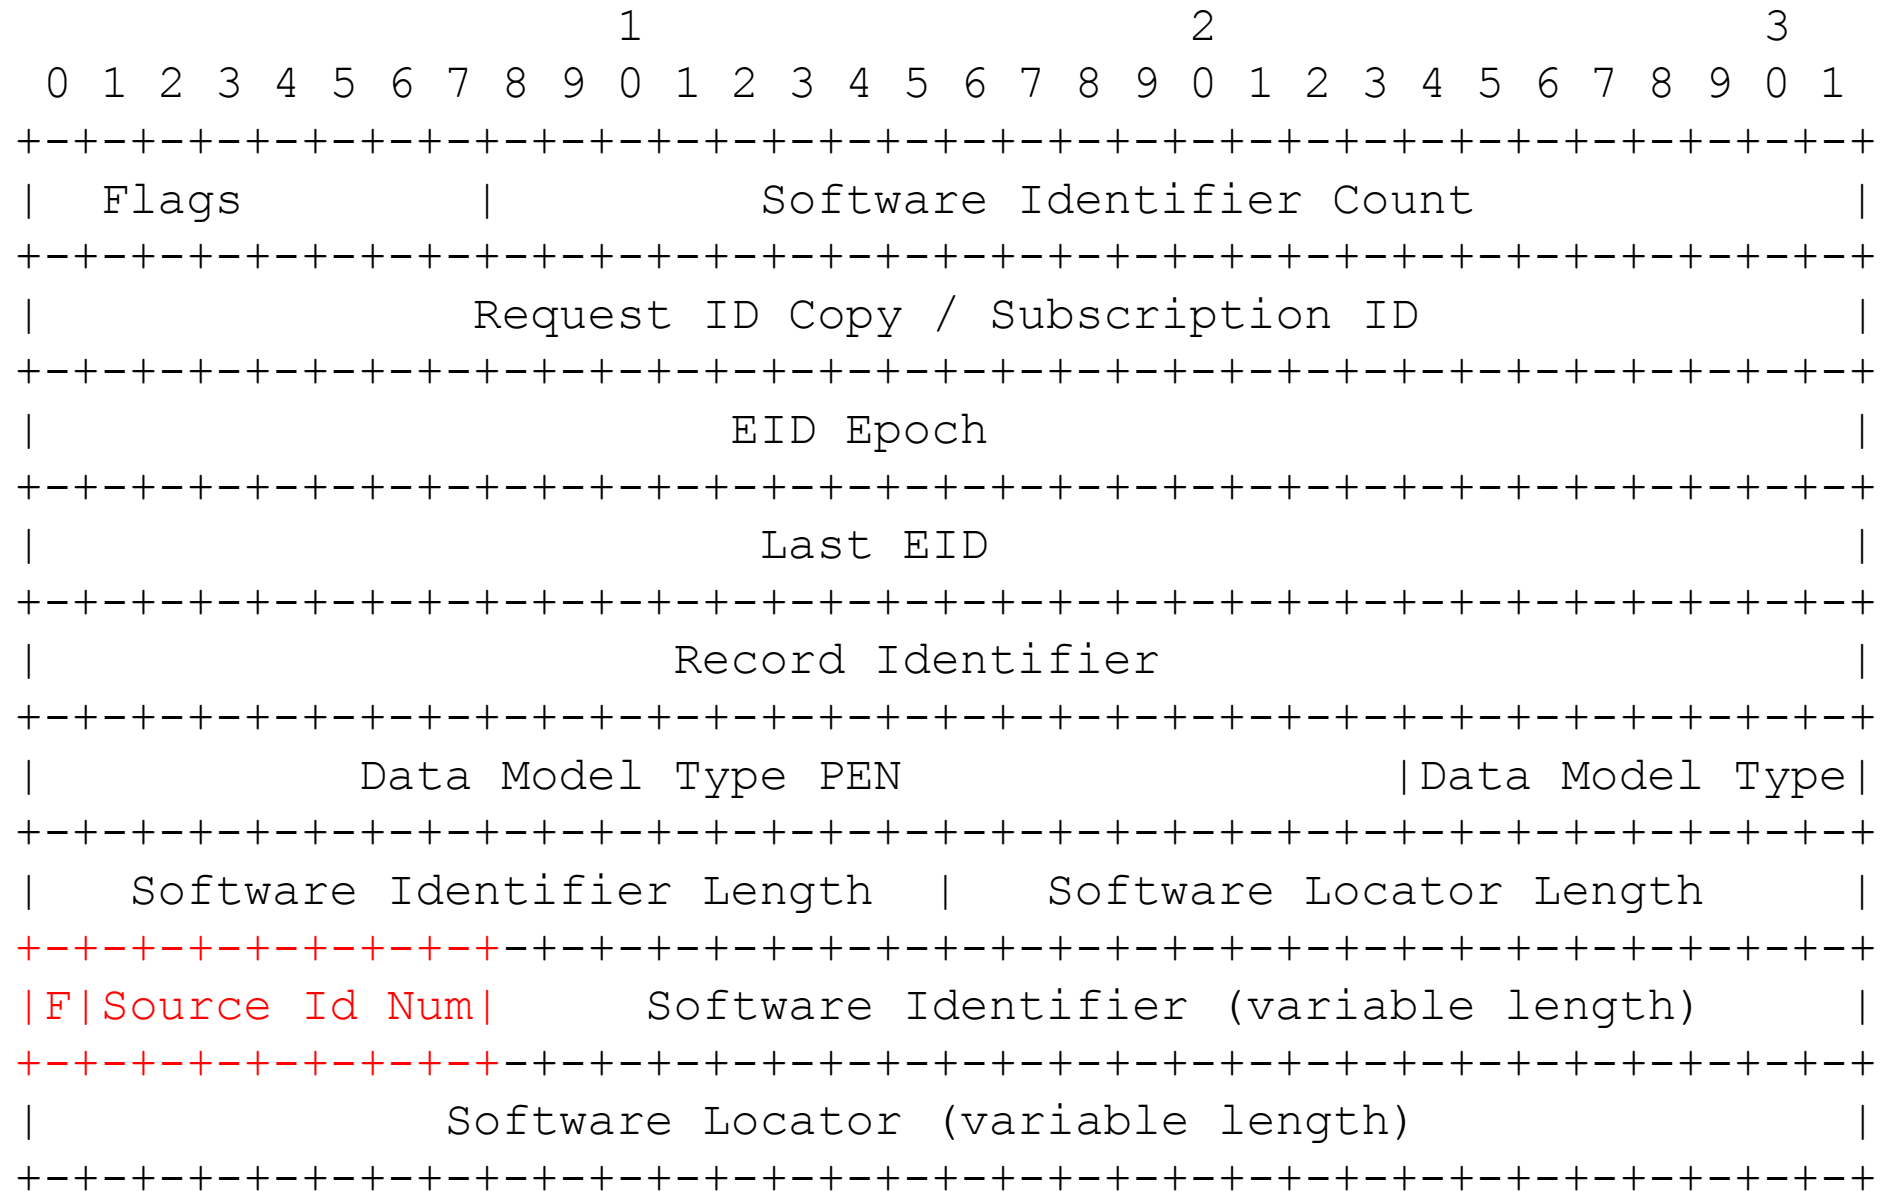 1                   2                   3
 0 1 2 3 4 5 6 7 8 9 0 1 2 3 4 5 6 7 8 9 0 1 2 3 4 5 6 7 8 9 0 1
+-+-+-+-+-+-+-+-+-+-+-+-+-+-+-+-+-+-+-+-+-+-+-+-+-+-+-+-+-+-+-+-+
|  Flags        |         Software Identifier Count             |
+-+-+-+-+-+-+-+-+-+-+-+-+-+-+-+-+-+-+-+-+-+-+-+-+-+-+-+-+-+-+-+-+
|               Request ID Copy / Subscription ID               |
+-+-+-+-+-+-+-+-+-+-+-+-+-+-+-+-+-+-+-+-+-+-+-+-+-+-+-+-+-+-+-+-+
|                        EID Epoch                              |
+-+-+-+-+-+-+-+-+-+-+-+-+-+-+-+-+-+-+-+-+-+-+-+-+-+-+-+-+-+-+-+-+
|                         Last EID                              |
+-+-+-+-+-+-+-+-+-+-+-+-+-+-+-+-+-+-+-+-+-+-+-+-+-+-+-+-+-+-+-+-+
|                      Record Identifier                        |
+-+-+-+-+-+-+-+-+-+-+-+-+-+-+-+-+-+-+-+-+-+-+-+-+-+-+-+-+-+-+-+-+
|           Data Model Type PEN                 |Data Model Type|
+-+-+-+-+-+-+-+-+-+-+-+-+-+-+-+-+-+-+-+-+-+-+-+-+-+-+-+-+-+-+-+-+
|   Software Identifier Length  |   Software Locator Length     |
+-+-+-+-+-+-+-+-+-+-+-+-+-+-+-+-+-+-+-+-+-+-+-+-+-+-+-+-+-+-+-+-+
|F|Source Id Num|     Software Identifier (variable length)     |
+-+-+-+-+-+-+-+-+-+-+-+-+-+-+-+-+-+-+-+-+-+-+-+-+-+-+-+-+-+-+-+-+
|              Software Locator (variable length)               |
+-+-+-+-+-+-+-+-+-+-+-+-+-+-+-+-+-+-+-+-+-+-+-+-+-+-+-+-+-+-+-+-+